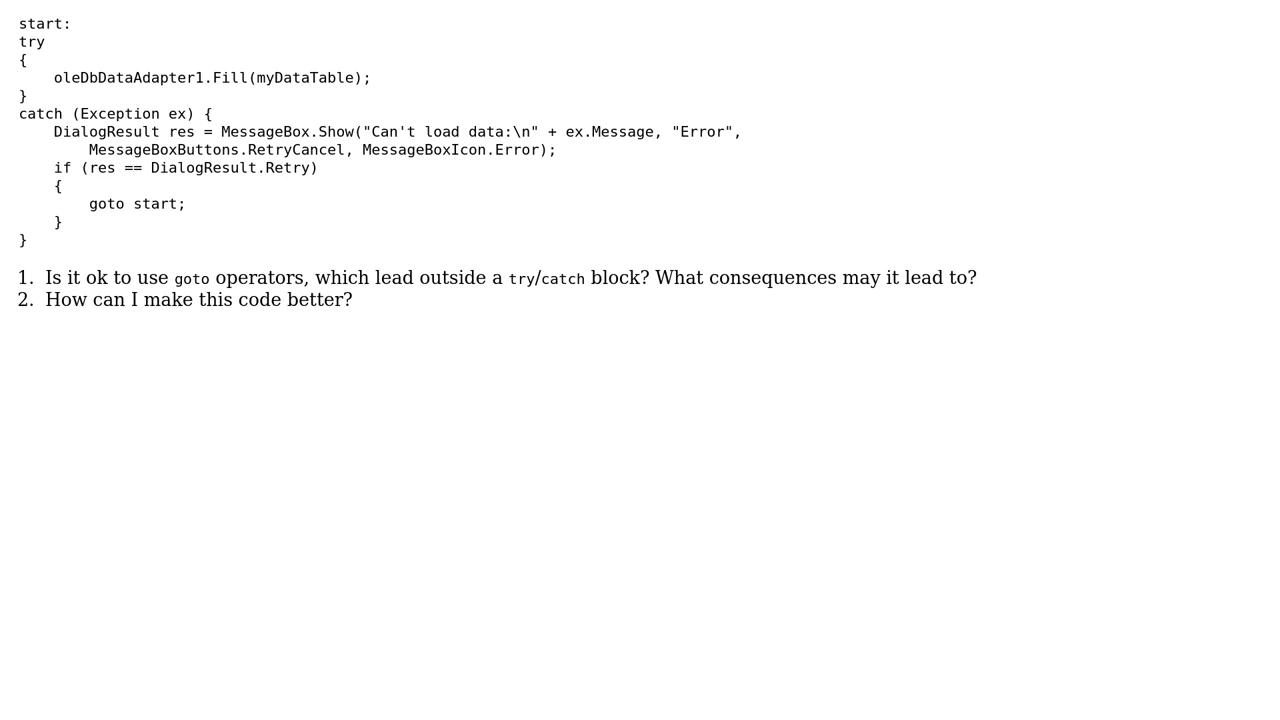 start:
try
{
    oleDbDataAdapter1.Fill(myDataTable);
}
catch (Exception ex) {
    DialogResult res = MessageBox.Show("Can't load data:\n" + ex.Message, "Error",
        MessageBoxButtons.RetryCancel, MessageBoxIcon.Error);
    if (res == DialogResult.Retry)
    {
        goto start;
    }
}
1. Is it ok to use goto operators, which lead outside a try/catch block? What consequences may it lead to?
2. How can I make this code better?